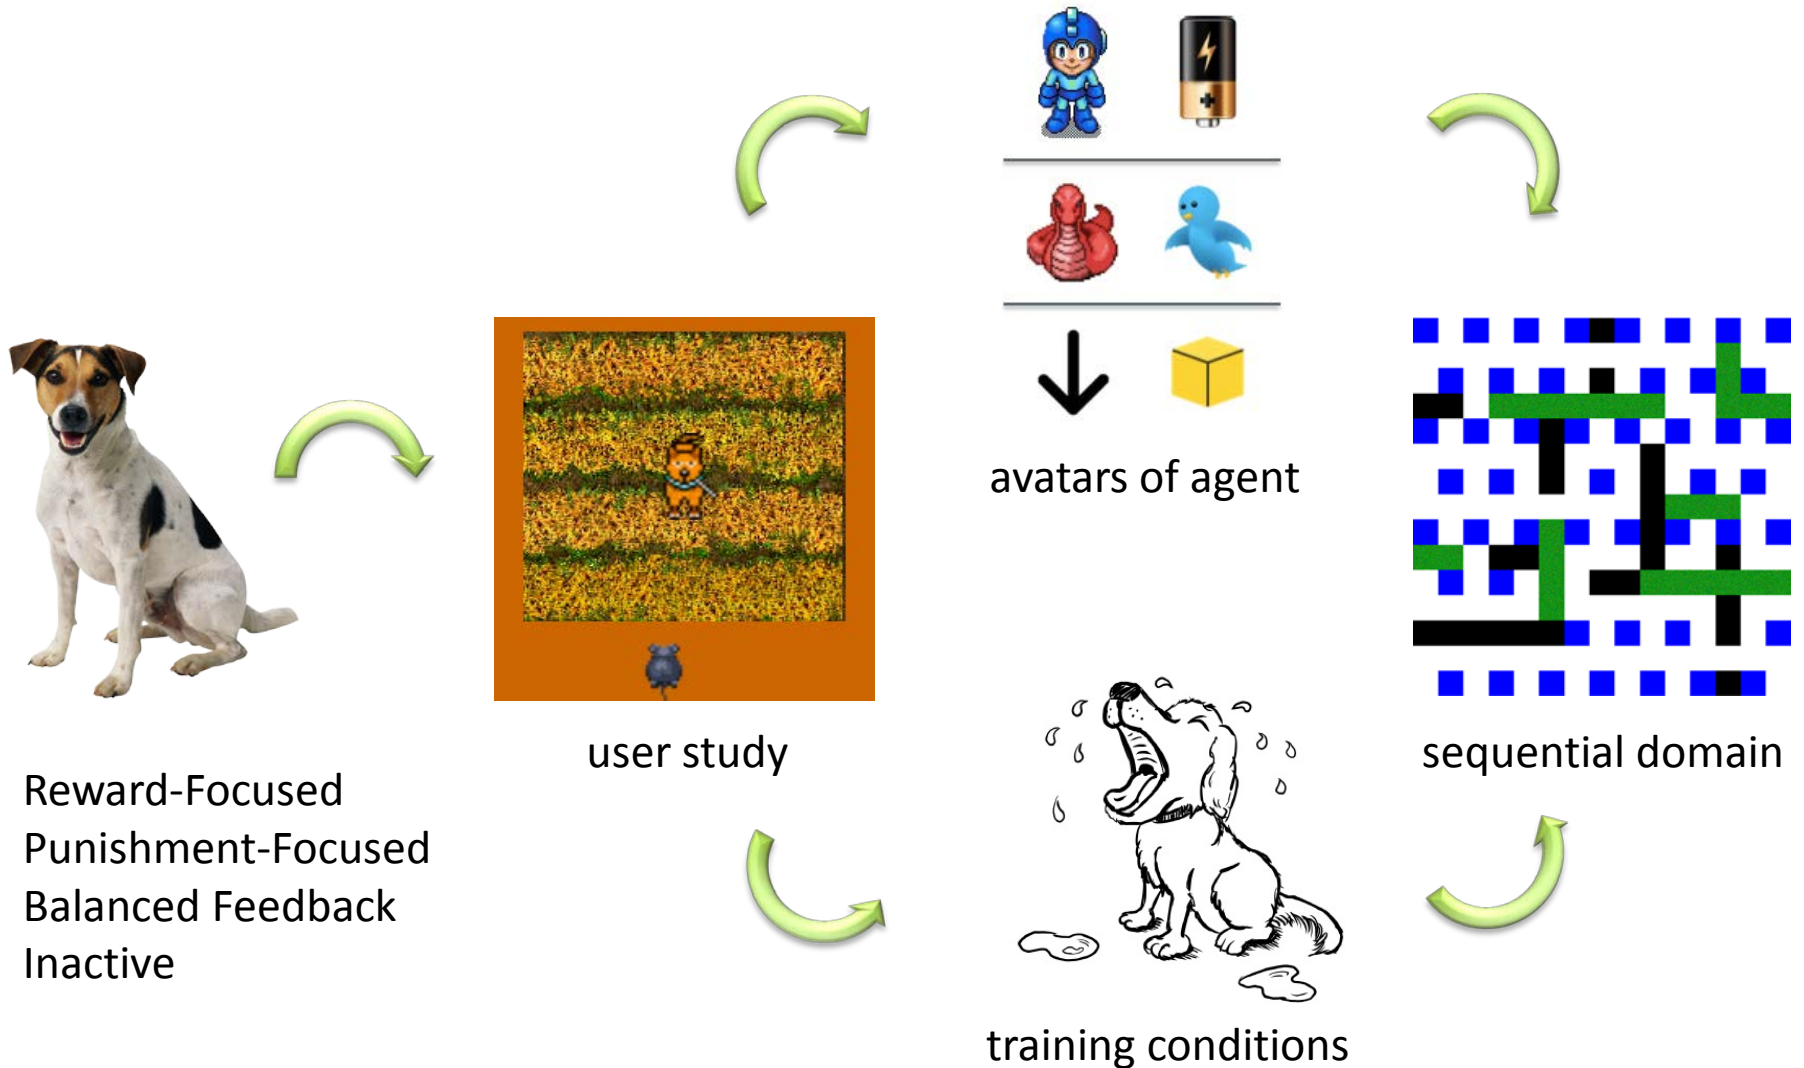 avatars of agent
user study
sequential domain
Reward-Focused
Punishment-Focused
Balanced Feedback
Inactive
training conditions